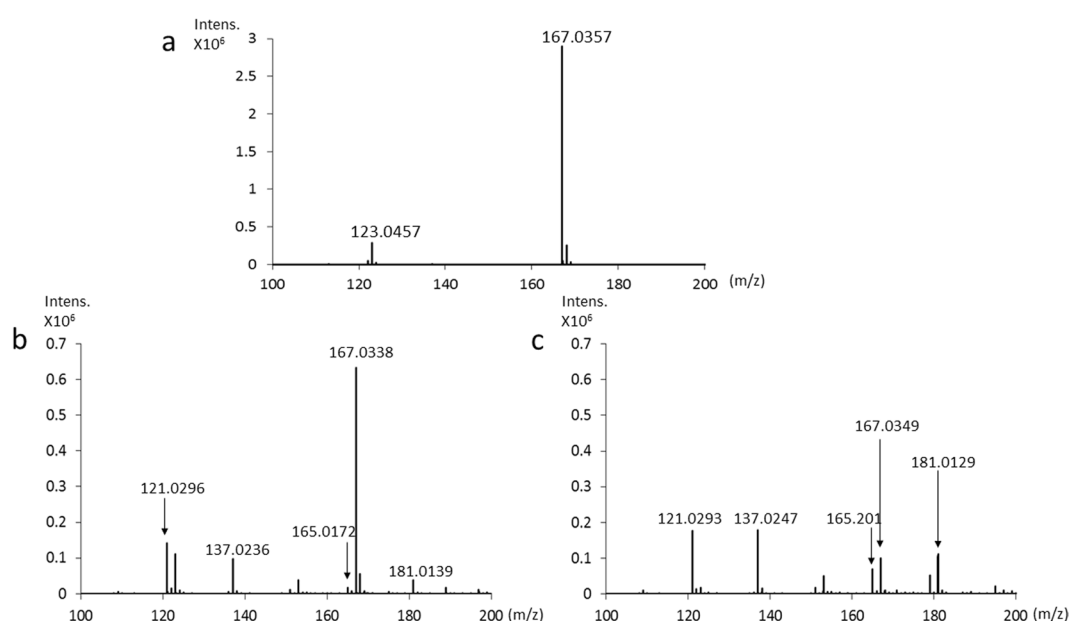 a
Intens.
X10⁶
3
2.5
2
1.5
1
0.5
0
167.0357
123.0457
100 120 140 160 180 200 (m/z)
b
Intens.
X10⁶
0.7
0.6
0.5
0.4
0.3
0.2
0.1
0
167.0338
121.0296
165.0172
137.0236
181.0139
100 120 140 160 180 200 (m/z)
c
Intens.
X10⁶
0.7
0.6
0.5
0.4
0.3
0.2
0.1
0
167.0349
181.0129
121.0293 137.0247 165.201
100 120 140 160 180 200 (m/z)